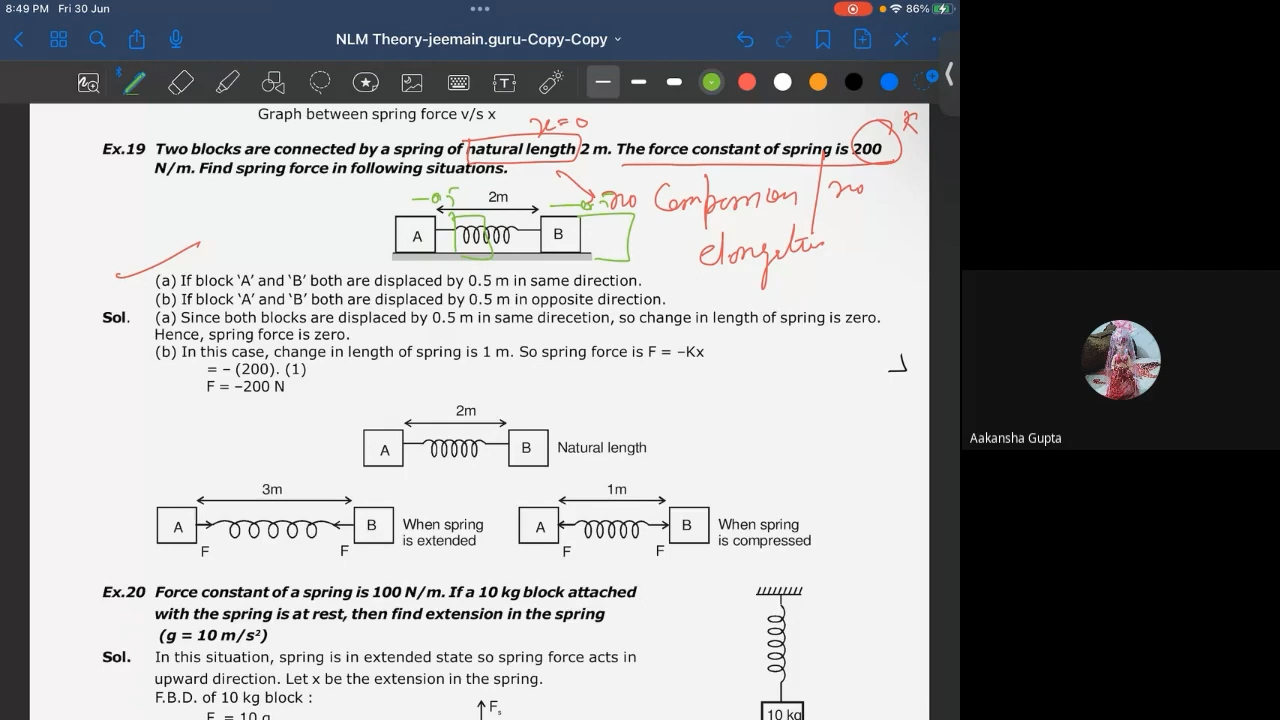 8:49 PM Fri 30 Jun
86%
NLM Theory-jeemain.guru-Copy-Copy
Graph between spring force v/s x
x=0
K
Ex.19 Two blocks are connected by a spring of natural length 2 m. The force constant of spring is 200
N/m. Find spring force in following situations.
no
no
-0.5
2m
A
B
(a) If block ‘A’ and ‘B’ both are displaced by 0.5 m in same direction.
(b) If block ‘A’ and ‘B’ both are displaced by 0.5 m in opposite direction.
Sol. (a) Since both blocks are displaced by 0.5 m in same direcetion, so change in length of spring is zero.
Hence, spring force is zero.
(b) In this case, change in length of spring is 1 m. So spring force is F = –Kx
= – (200). (1)
F = –200 N
2m
A
B
Natural length
3m
A
B
F
F
When spring
is extended
1m
A
B
F
F
When spring
is compressed
Ex.20 Force constant of a spring is 100 N/m. If a 10 kg block attached
with the spring is at rest, then find extension in the spring
(g = 10 m/s²)
Sol. In this situation, spring is in extended state so spring force acts in
upward direction. Let x be the extension in the spring.
F.B.D. of 10 kg block :
Fs
10 kg
Aakansha Gupta